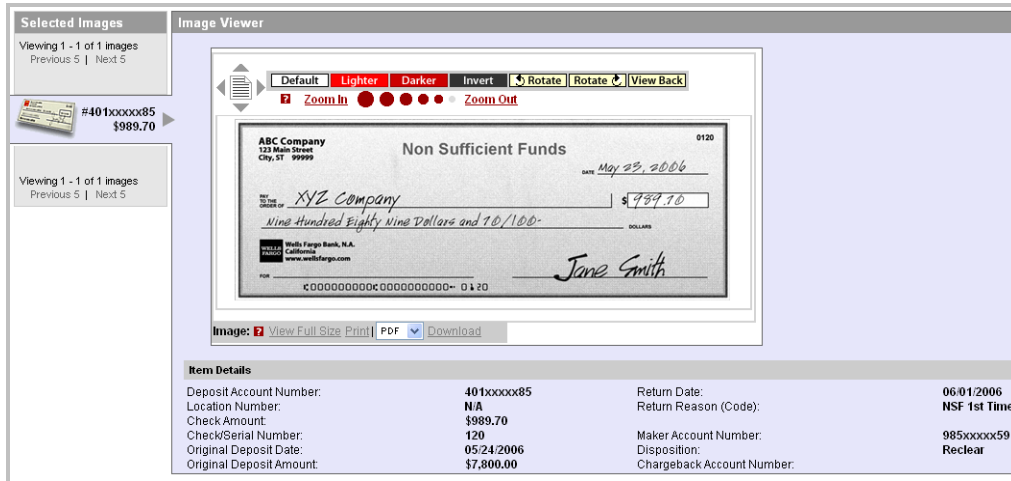 Selected Images
Viewing 1 - 1 of 1 images
Previous 5 | Next 5
#401xxxxx85
$989.70
Viewing 1 - 1 of 1 images
Previous 5 | Next 5
Image Viewer
Default Lighter Darker Invert Rotate Rotate View Back
? Zoom In Zoom Out
ABC Company
123 Main Street
City, ST 99999
Non Sufficient Funds
0120
DATE May 23, 2006
PAY TO THE ORDER OF XYZ Company $ 989.70
Nine Hundred Eighty Nine Dollars and 70/100- DOLLARS
WELLS FARGO
Wells Fargo Bank, N.A.
California
www.wellsfargo.com
FOR
Jane Smith
0000000000 0000000000 0120
Image: ? View Full Size Print | PDF Download
Item Details
Deposit Account Number: 401xxxxx85 Return Date: 06/01/2006
Location Number: N/A Return Reason (Code): NSF 1st Time
Check Amount: $989.70
Check/Serial Number: 120 Maker Account Number: 985xxxxx59
Original Deposit Date: 05/24/2006 Disposition: Reclear
Original Deposit Amount: $7,800.00 Chargeback Account Number: